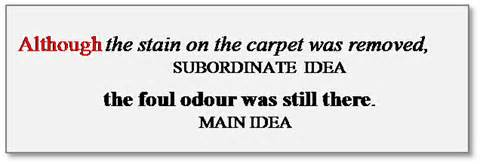 Although the stain on the carpet was removed,
SUBORDINATE IDEA
the foul odour was still there.
MAIN IDEA